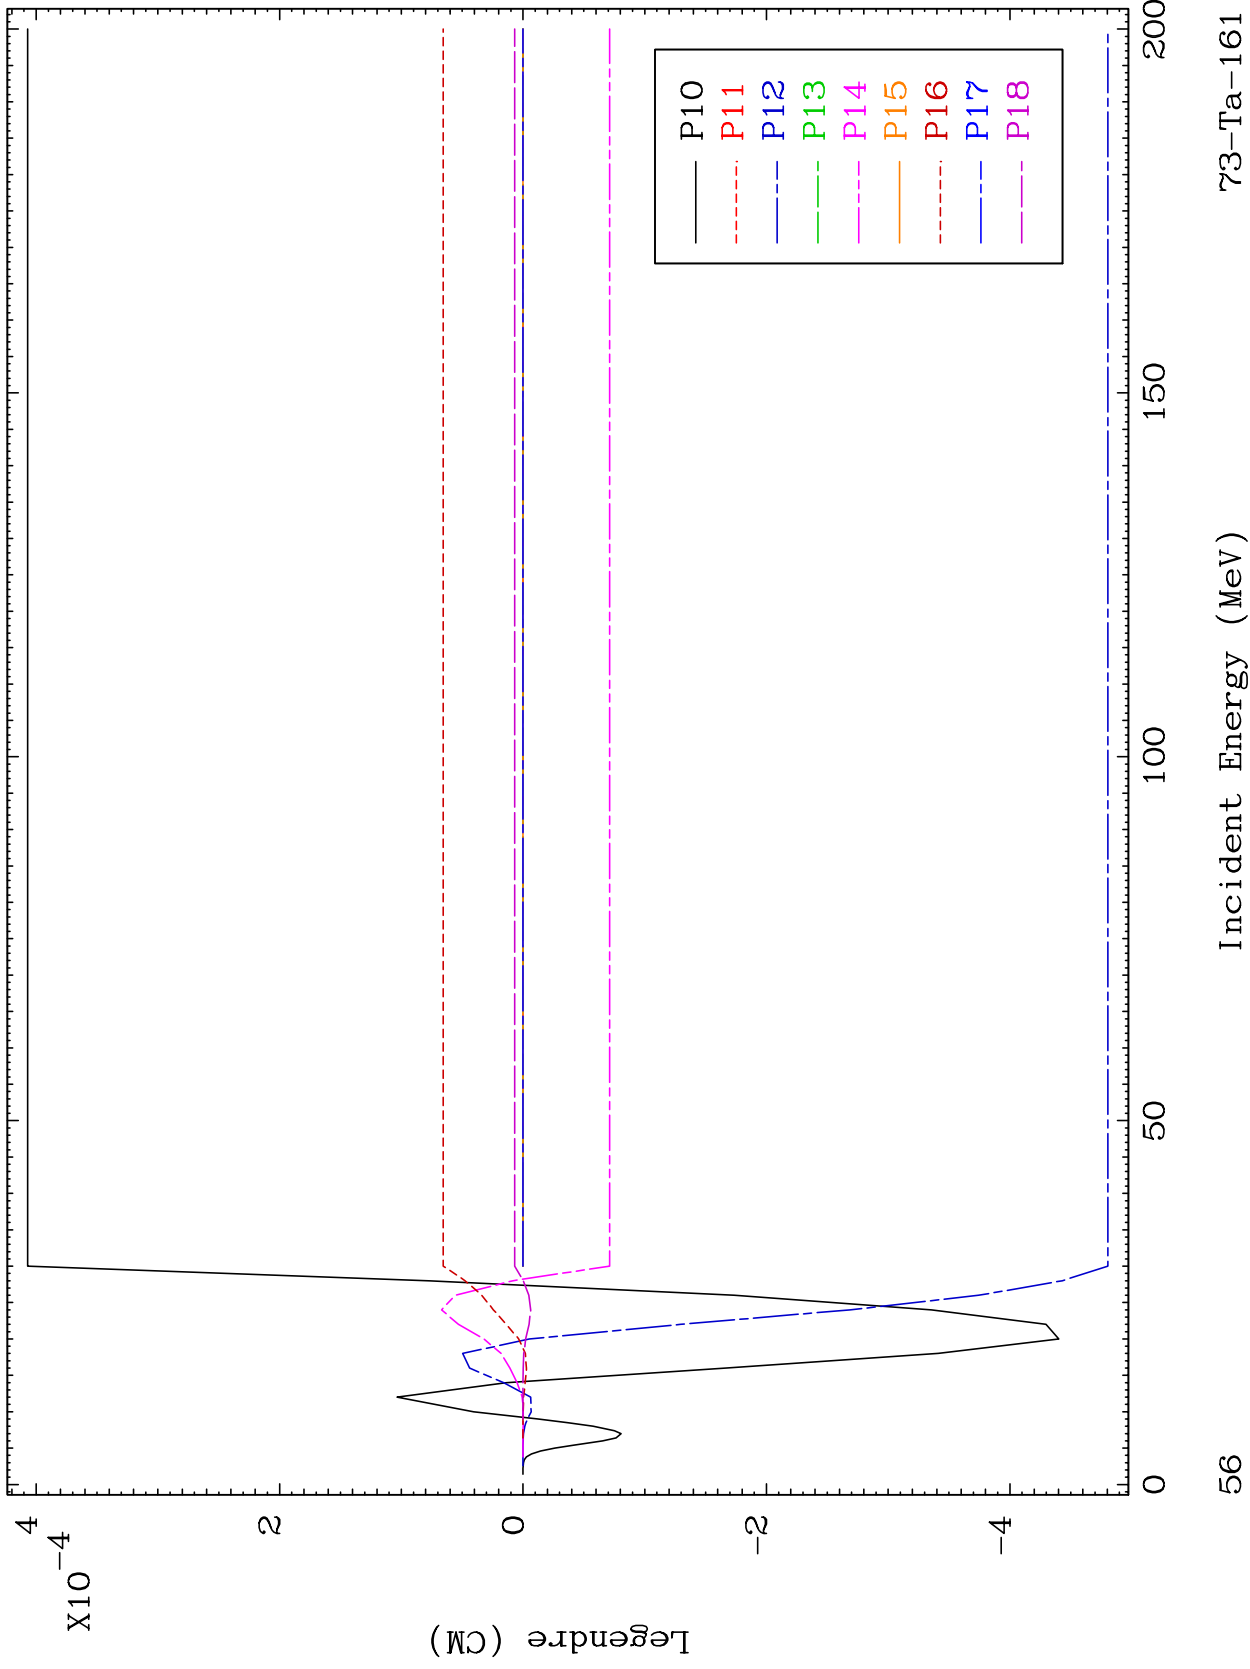 X10
-4
4
2
0
-2
-4
Legendre (CM)
0
50
100
150
200
Incident Energy (MeV)
P10
P11
P12
P13
P14
P15
P16
P17
P18
56
73-Ta-161